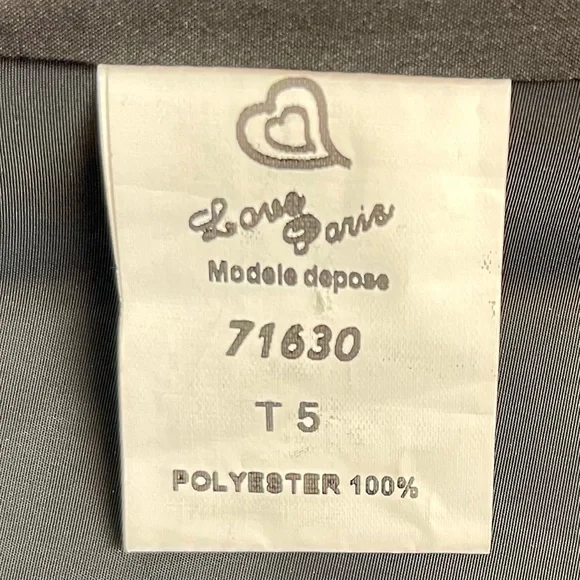 Love Paris
Modele depose
71630
T 5
POLYESTER 100%